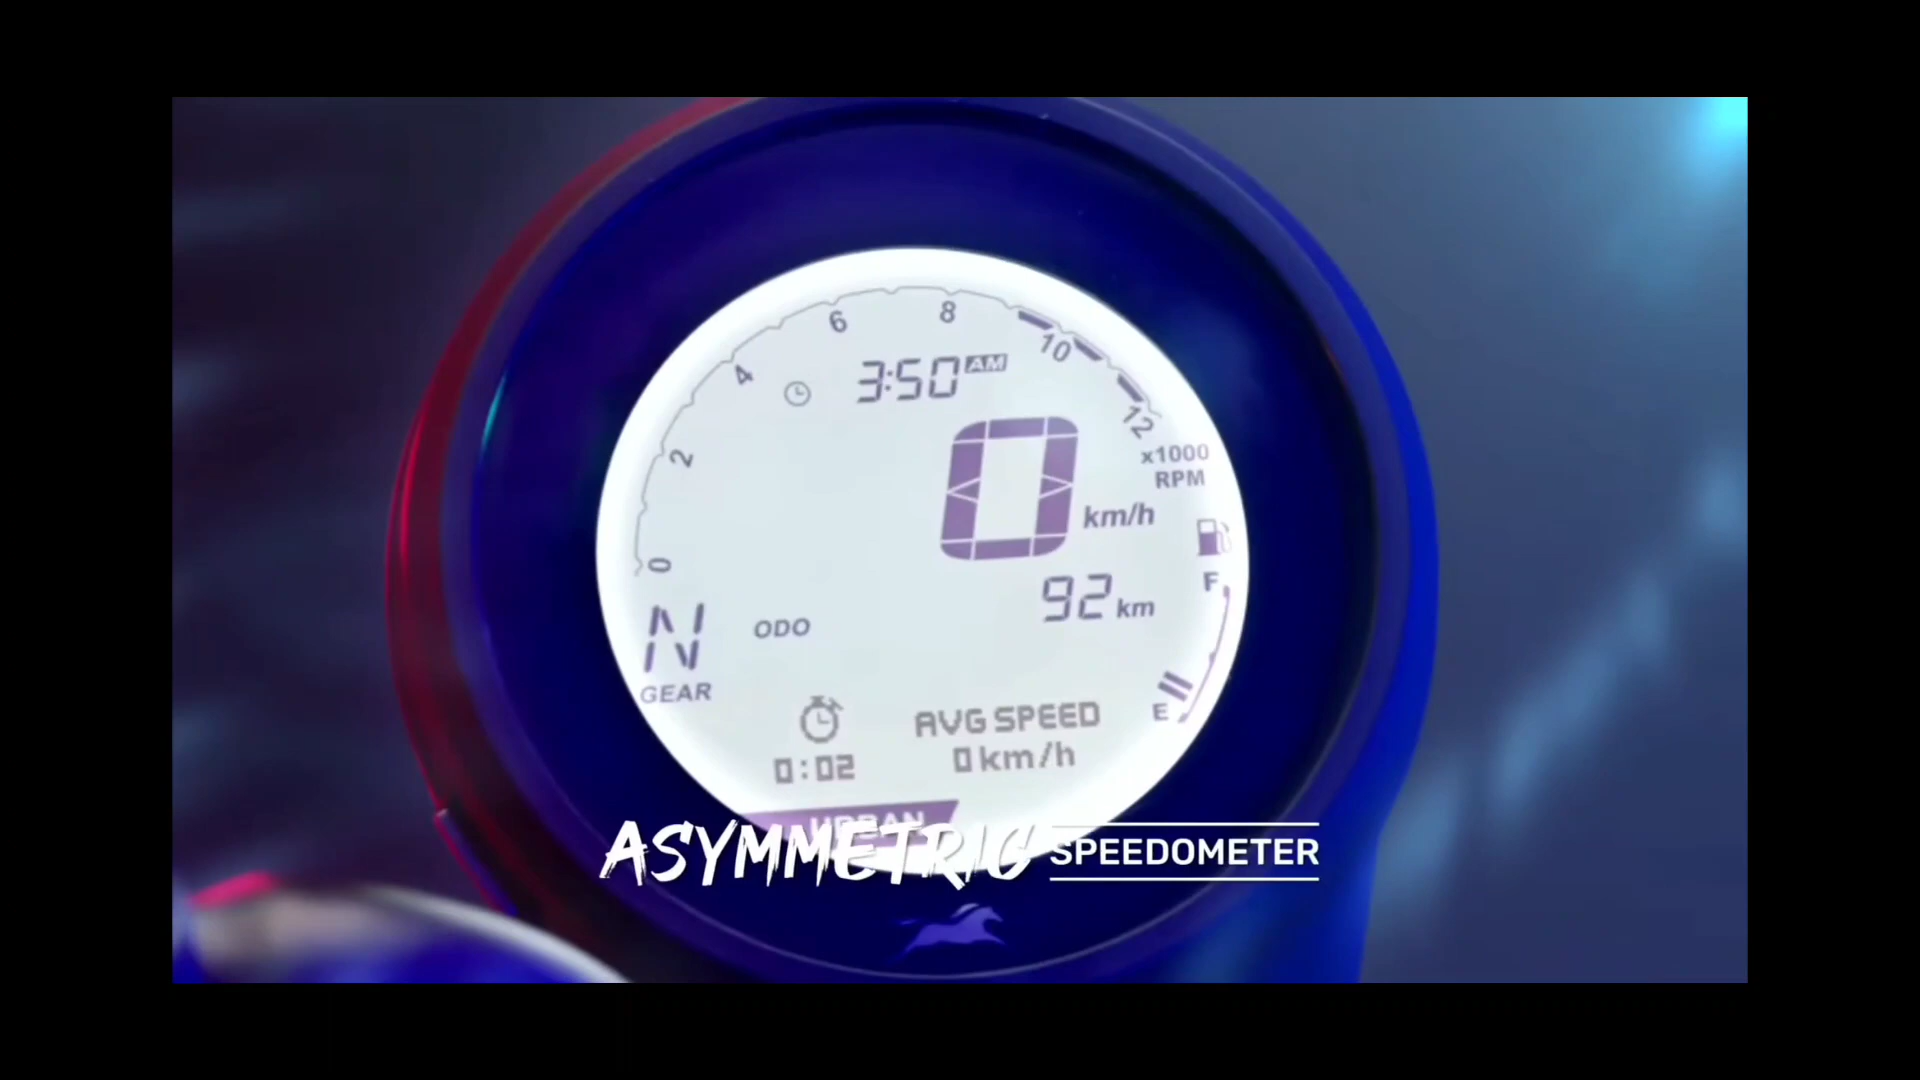 6
8
4
10
3:50 AM
12
2
x1000
RPM
0
km/h
0
F
92 km
N
ODO
GEAR
E
AVG SPEED
0:02
0 km/h
URBAN
ASYMMETRIC SPEEDOMETER